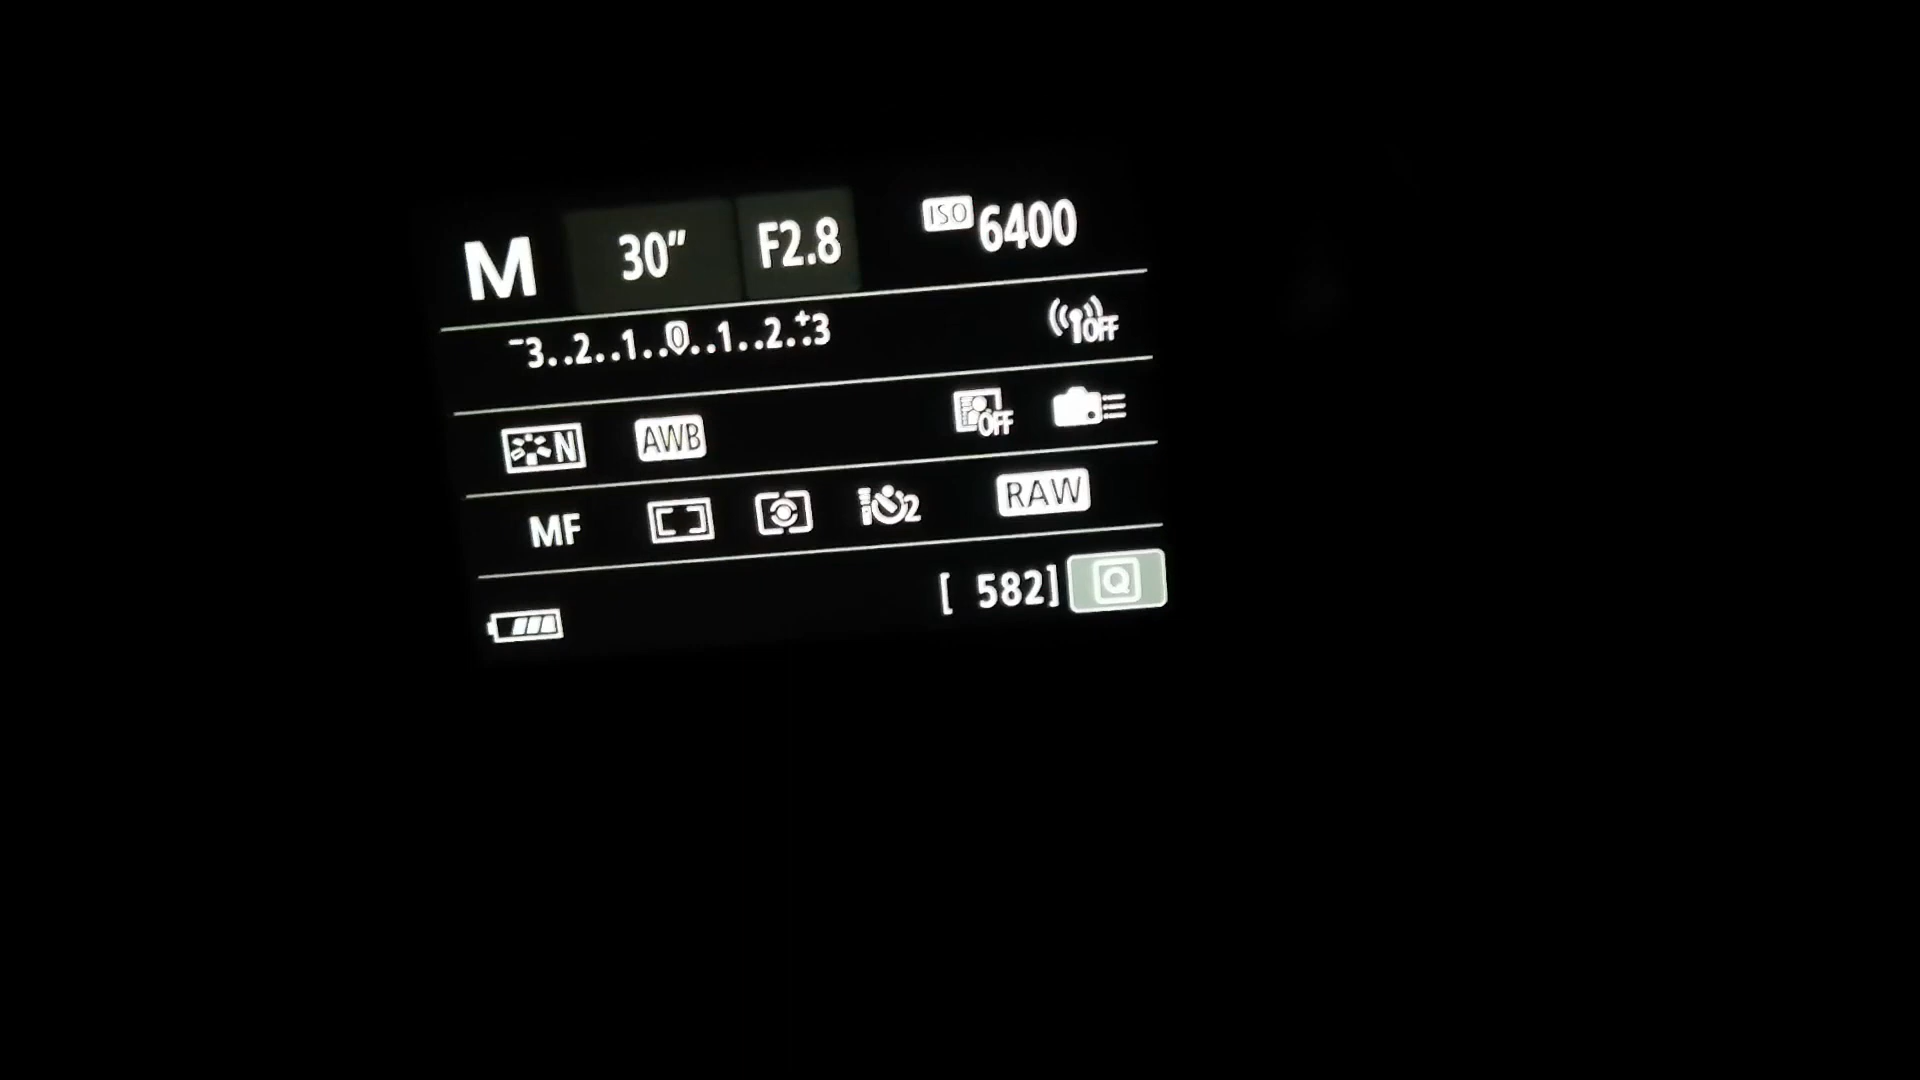 M 30" F2.8 ISO 6400
-3..2..1..0..1..2..+3 OFF
N AWB OFF
MF 2 RAW
[ 582] Q